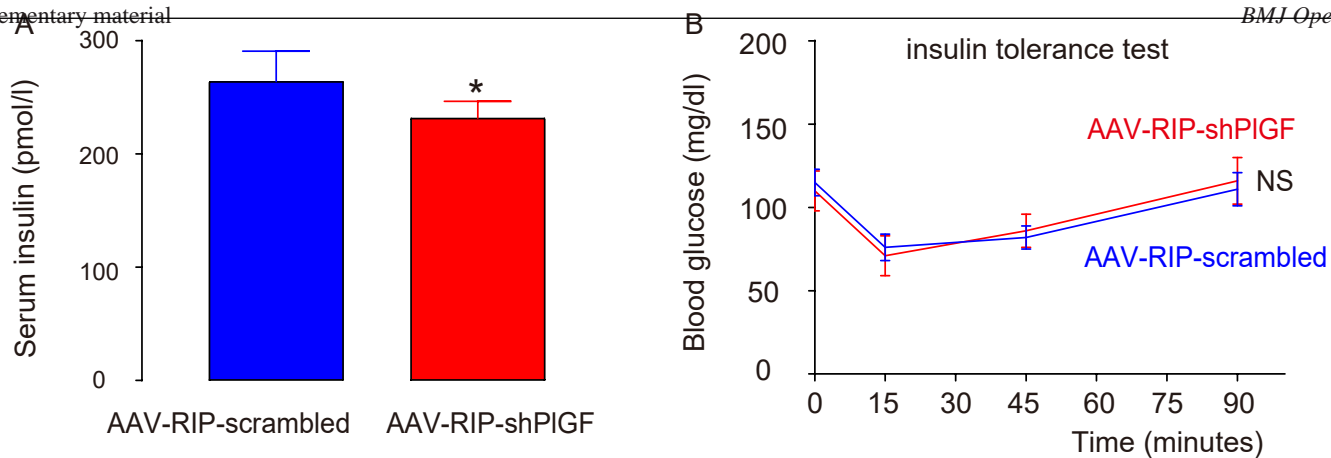 ementary material
BMJ Ope
A
300
200
100
0
Serum insulin (pmol/l)
*
AAV-RIP-scrambled
AAV-RIP-shPlGF
B
insulin tolerance test
200
150
100
50
0
Blood glucose (mg/dl)
AAV-RIP-shPlGF
NS
AAV-RIP-scrambled
0 15 30 45 60 75 90
Time (minutes)